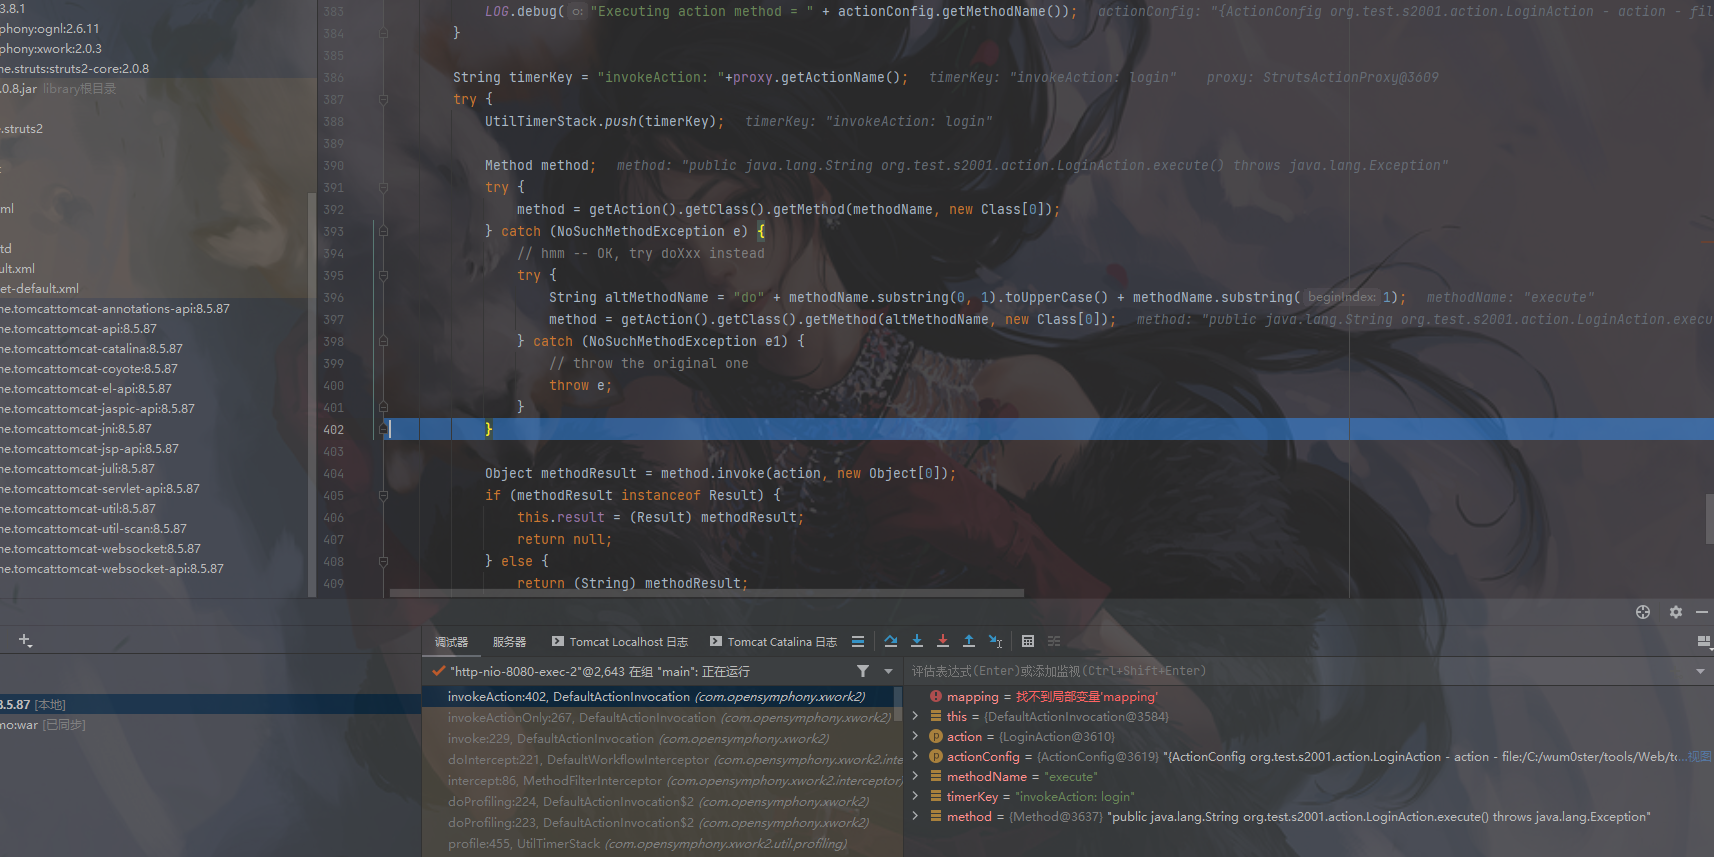 3.8.1
phony:ognl:2.6.11
phony:xwork:2.0.3
ne.struts:struts2-core:2.0.8
.0.8.jar library根目录
.struts2
ml
td
ult.xml
et-default.xml
ne.tomcat:tomcat-annotations-api:8.5.87
ne.tomcat:tomcat-api:8.5.87
ne.tomcat:tomcat-catalina:8.5.87
ne.tomcat:tomcat-coyote:8.5.87
ne.tomcat:tomcat-el-api:8.5.87
ne.tomcat:tomcat-jaspic-api:8.5.87
ne.tomcat:tomcat-jni:8.5.87
ne.tomcat:tomcat-jsp-api:8.5.87
ne.tomcat:tomcat-juli:8.5.87
ne.tomcat:tomcat-servlet-api:8.5.87
ne.tomcat:tomcat-util:8.5.87
ne.tomcat:tomcat-util-scan:8.5.87
ne.tomcat:tomcat-websocket:8.5.87
ne.tomcat:tomcat-websocket-api:8.5.87
383 LOG.debug( o: "Executing action method = " + actionConfig.getMethodName()); actionConfig: "{ActionConfig org.test.s2001.action.LoginAction - action - fil
384 }
385
386 String timerKey = "invokeAction: "+proxy.getActionName(); timerKey: "invokeAction: login" proxy: StrutsActionProxy@3609
387 try {
388 UtilTimerStack.push(timerKey); timerKey: "invokeAction: login"
389
390 Method method; method: "public java.lang.String org.test.s2001.action.LoginAction.execute() throws java.lang.Exception"
391 try {
392 method = getAction().getClass().getMethod(methodName, new Class[0]);
393 } catch (NoSuchMethodException e) {
394 // hmm -- OK, try doXxx instead
395 try {
396 String altMethodName = "do" + methodName.substring(0, 1).toUpperCase() + methodName.substring( beginIndex: 1); methodName: "execute"
397 method = getAction().getClass().getMethod(altMethodName, new Class[0]); method: "public java.lang.String org.test.s2001.action.LoginAction.execu
398 } catch (NoSuchMethodException e1) {
399 // throw the original one
400 throw e;
401 }
402 }
403
404 Object methodResult = method.invoke(action, new Object[0]);
405 if (methodResult instanceof Result) {
406 this.result = (Result) methodResult;
407 return null;
408 } else {
409 return (String) methodResult;
调试器 服务器 Tomcat Localhost 日志 Tomcat Catalina 日志
8.5.87 [本地]
mo:war [已同步]
"http-nio-8080-exec-2"@2,643 在组 "main": 正在运行
invokeAction:402, DefaultActionInvocation (com.opensymphony.xwork2)
invokeActionOnly:267, DefaultActionInvocation (com.opensymphony.xwork2)
invoke:229, DefaultActionInvocation (com.opensymphony.xwork2)
doIntercept:221, DefaultWorkflowInterceptor (com.opensymphony.xwork2.inte
intercept:86, MethodFilterInterceptor (com.opensymphony.xwork2.interceptor)
doProfiling:224, DefaultActionInvocation$2 (com.opensymphony.xwork2)
doProfiling:223, DefaultActionInvocation$2 (com.opensymphony.xwork2)
profile:455, UtilTimerStack (com.opensymphony.xwork2.util.profiling)
评估表达式(Enter)或添加监视(Ctrl+Shift+Enter)
mapping = 找不到局部变量'mapping'
this = {DefaultActionInvocation@3584}
action = {LoginAction@3610}
actionConfig = {ActionConfig@3619} "{ActionConfig org.test.s2001.action.LoginAction - action - file:/C:/wum0ster/tools/Web/to...视图
methodName = "execute"
timerKey = "invokeAction: login"
method = {Method@3637} "public java.lang.String org.test.s2001.action.LoginAction.execute() throws java.lang.Exception"